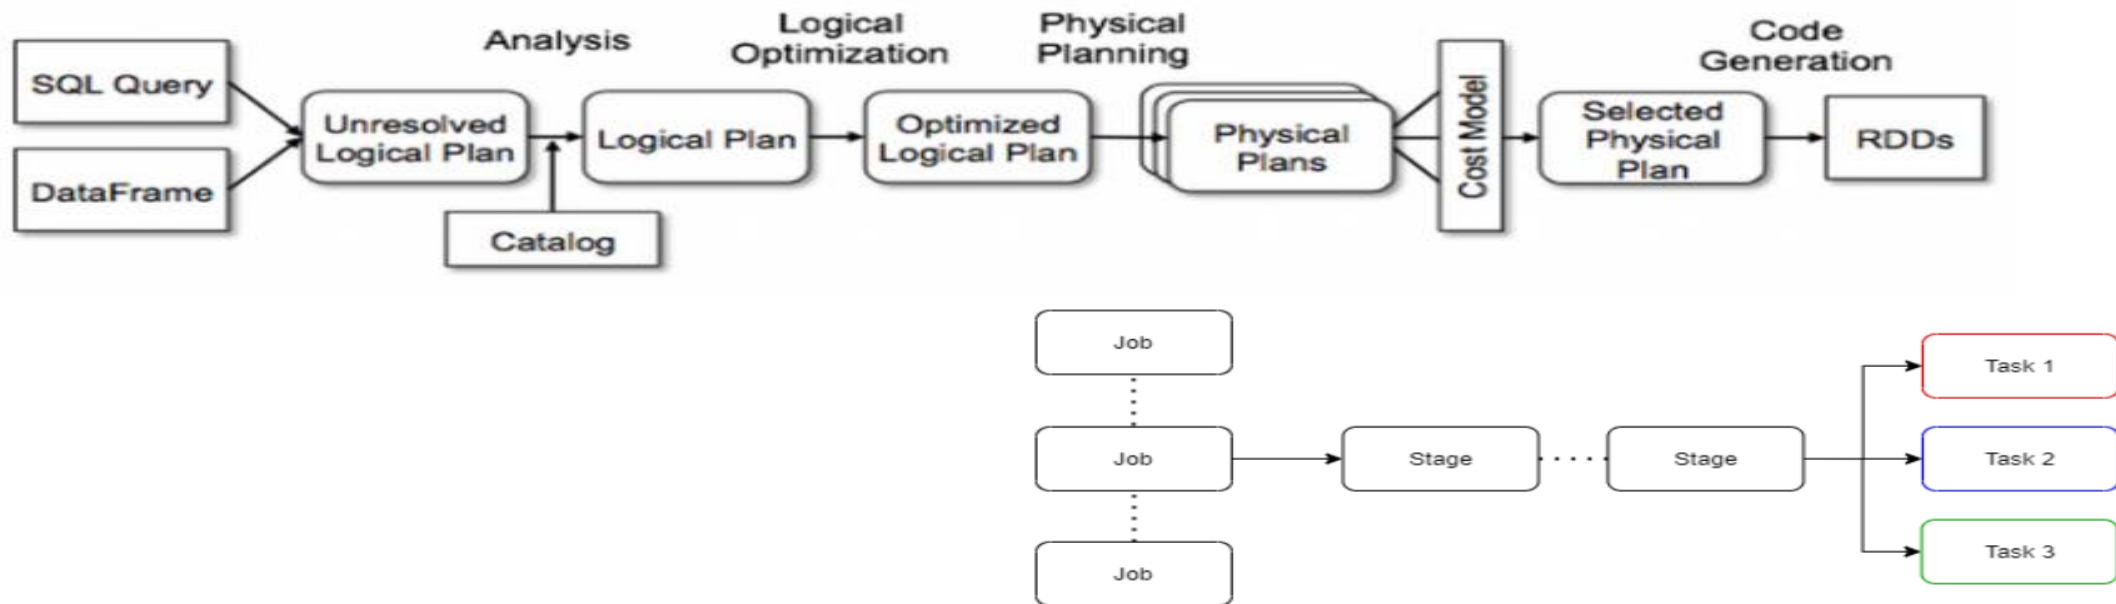 SQL Query
DataFrame
Unresolved
Logical Plan
Analysis
Catalog
Logical Plan
Logical
Optimization
Optimized
Logical Plan
Physical
Planning
Physical
Plans
Cost Model
Selected
Physical
Plan
Code
Generation
RDDs
Job
Job
Job
Stage
Stage
Task 1
Task 2
Task 3